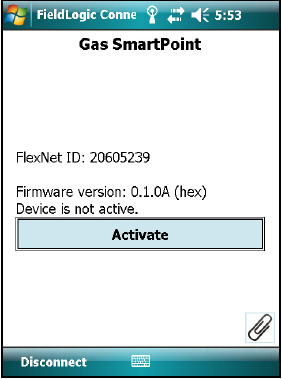 FieldLogic Conne 5:53
Gas SmartPoint
FlexNet ID: 20605239
Firmware version: 0.1.0A (hex)
Device is not active.
Activate
Disconnect